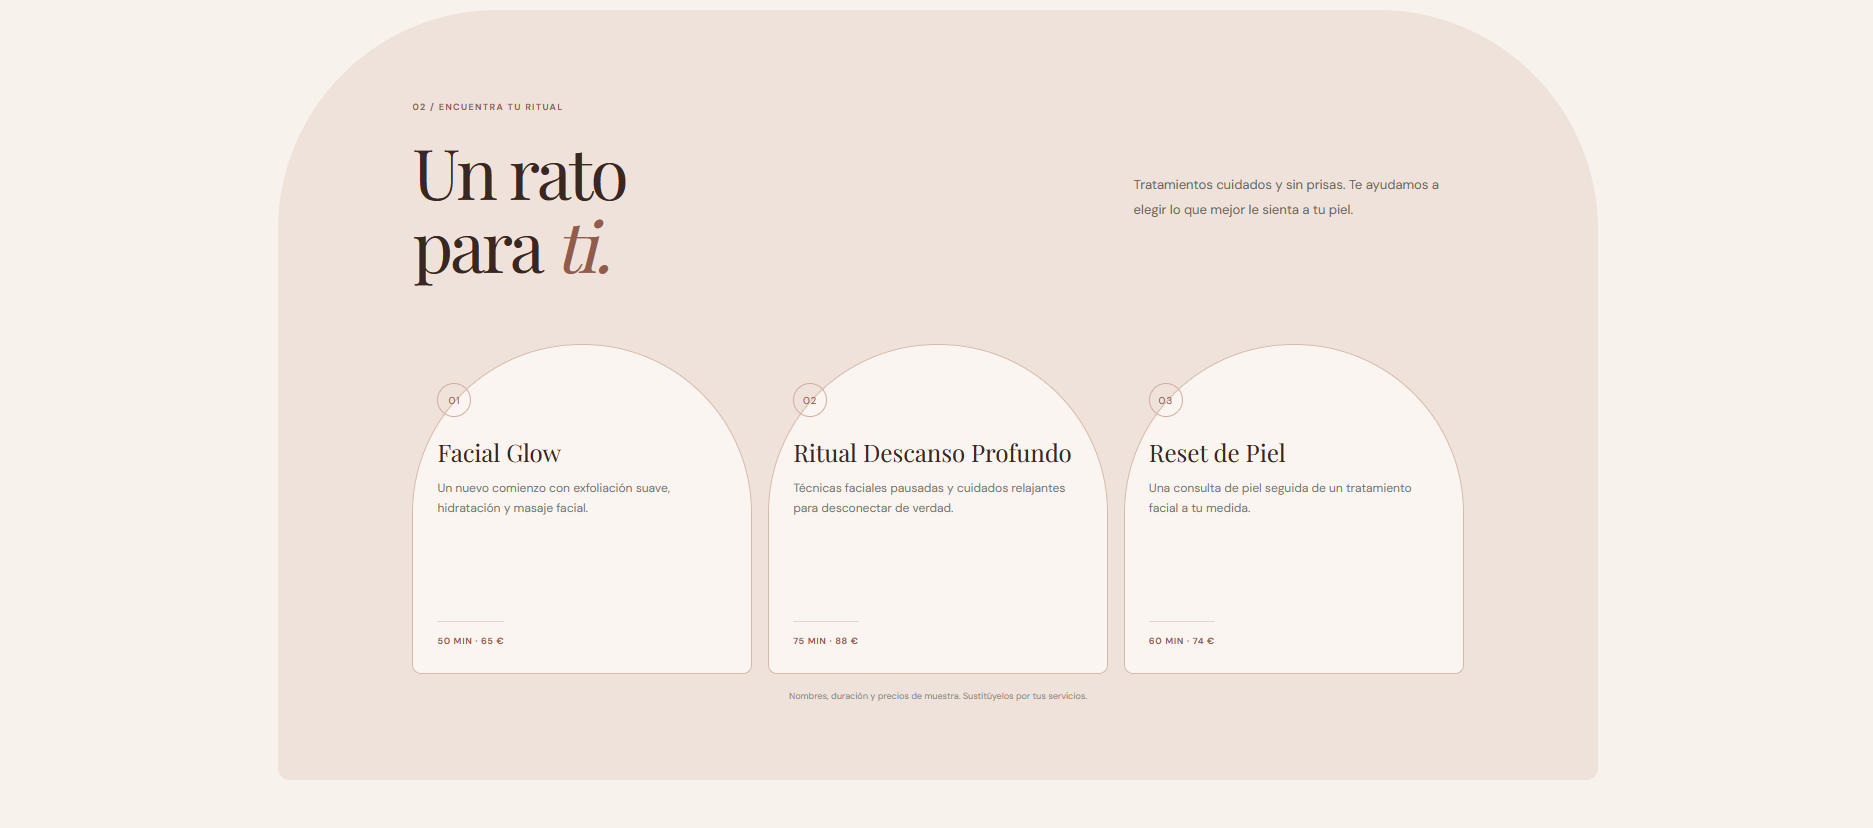 02 / ENCUENTRA TU RITUAL
Un rato
para ti.
Tratamientos cuidados y sin prisas. Te ayudamos a
elegir lo que mejor le sienta a tu piel.
01
Facial Glow
Un nuevo comienzo con exfoliación suave,
hidratación y masaje facial.
50 MIN · 65 €
02
Ritual Descanso Profundo
Técnicas faciales pausadas y cuidados relajantes
para desconectar de verdad.
75 MIN · 88 €
03
Reset de Piel
Una consulta de piel seguida de un tratamiento
facial a tu medida.
60 MIN · 74 €
Nombres, duración y precios de muestra. Sustitúyelos por tus servicios.